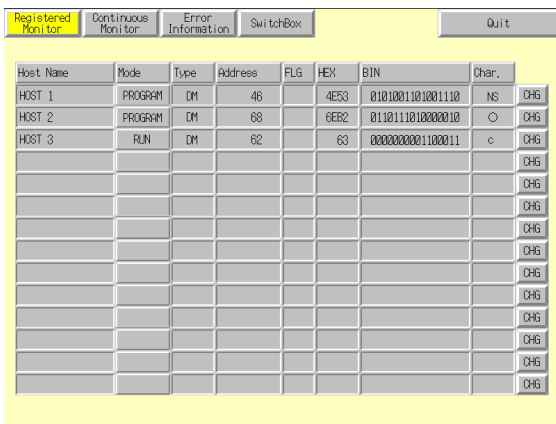 Registered Monitor
Continuous Monitor
Error Information
SwitchBox
Quit
Host Name Mode Type Address FLG HEX BIN Char.
HOST 1 PROGRAM DM 46 4E53 0101001101001110 NS CHG
HOST 2 PROGRAM DM 68 6EB2 0110111010000010 ○ CHG
HOST 3 RUN DM 62 63 0000000001100011 c CHG
CHG
CHG
CHG
CHG
CHG
CHG
CHG
CHG
CHG
CHG
CHG